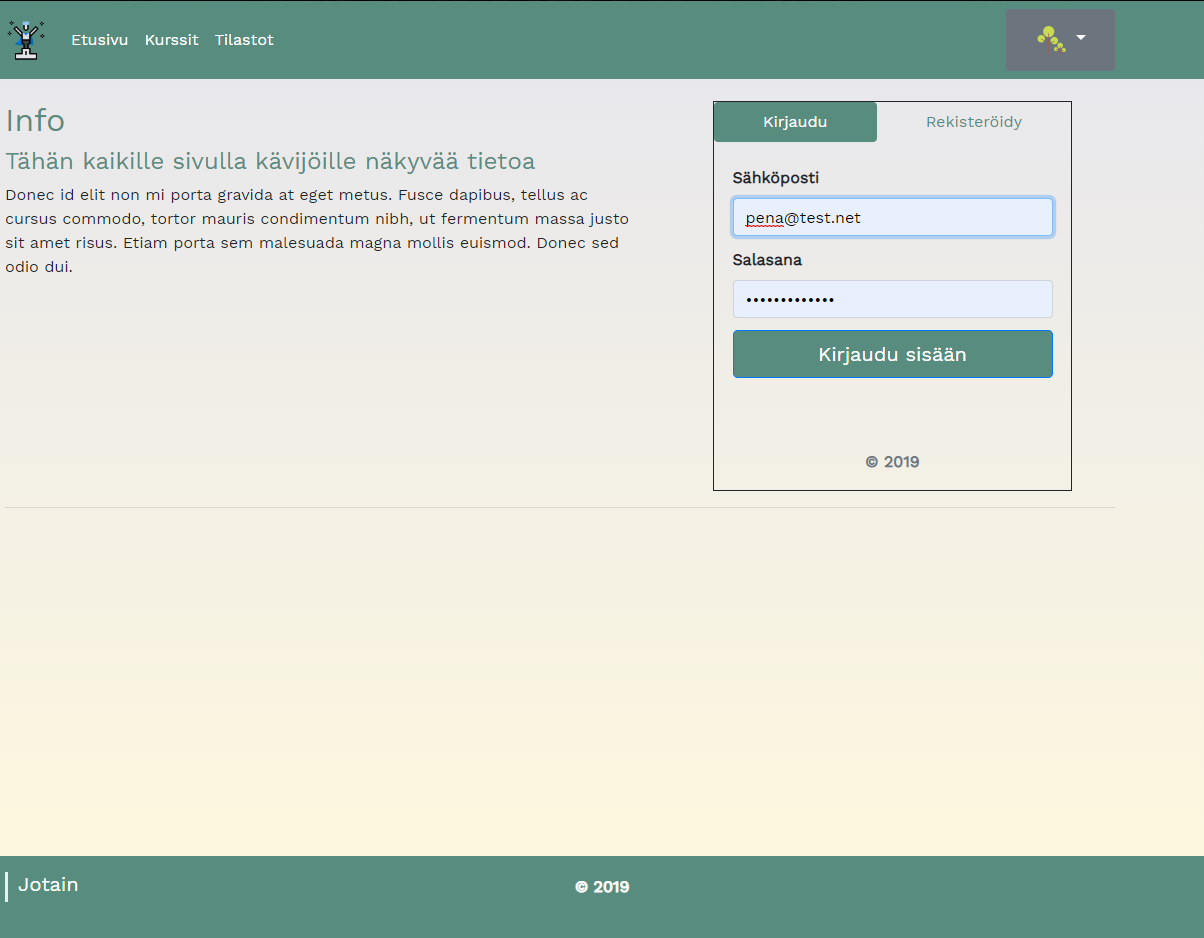 Etusivu Kurssit Tilastot
Info
Tähän kaikille sivulla kävijöille näkyvää tietoa
Donec id elit non mi porta gravida at eget metus. Fusce dapibus, tellus ac
cursus commodo, tortor mauris condimentum nibh, ut fermentum massa justo
sit amet risus. Etiam porta sem malesuada magna mollis euismod. Donec sed
odio dui.
Kirjaudu Rekisteröidy
Sähköposti
pena@test.net
Salasana
•••••••••••••
Kirjaudu sisään
© 2019
Jotain
© 2019